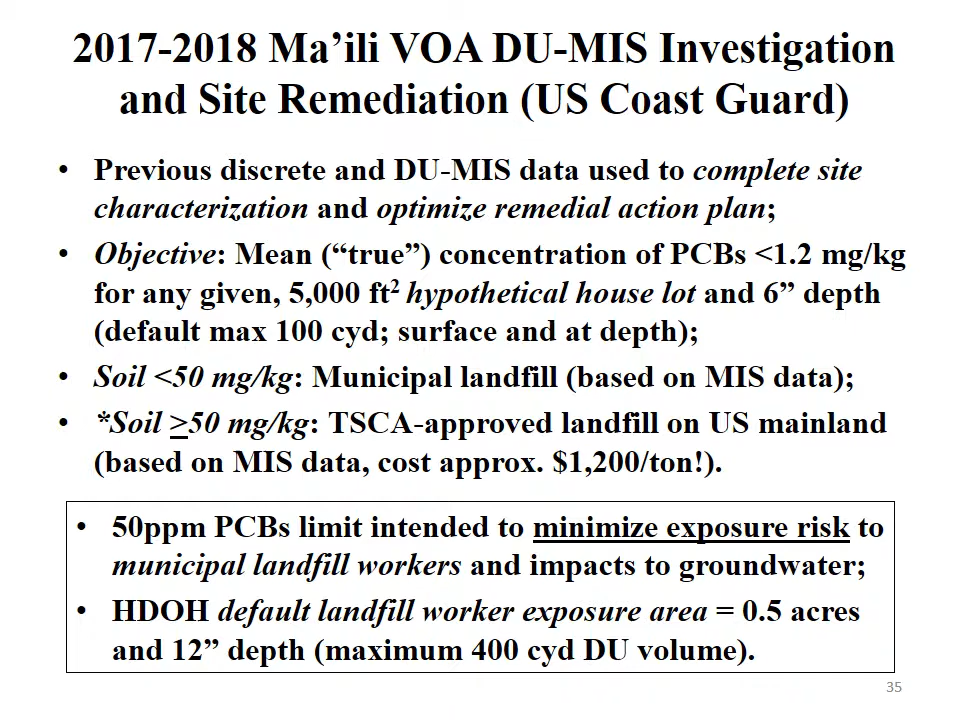 2017-2018 Ma’ili VOA DU-MIS Investigation
and Site Remediation (US Coast Guard)
• Previous discrete and DU-MIS data used to complete site
characterization and optimize remedial action plan;
• Objective: Mean (“true”) concentration of PCBs <1.2 mg/kg
for any given, 5,000 ft² hypothetical house lot and 6” depth
(default max 100 cyd; surface and at depth);
• Soil <50 mg/kg: Municipal landfill (based on MIS data);
• *Soil ≥50 mg/kg: TSCA-approved landfill on US mainland
(based on MIS data, cost approx. $1,200/ton!).
• 50ppm PCBs limit intended to minimize exposure risk to
municipal landfill workers and impacts to groundwater;
• HDOH default landfill worker exposure area = 0.5 acres
and 12” depth (maximum 400 cyd DU volume).
35